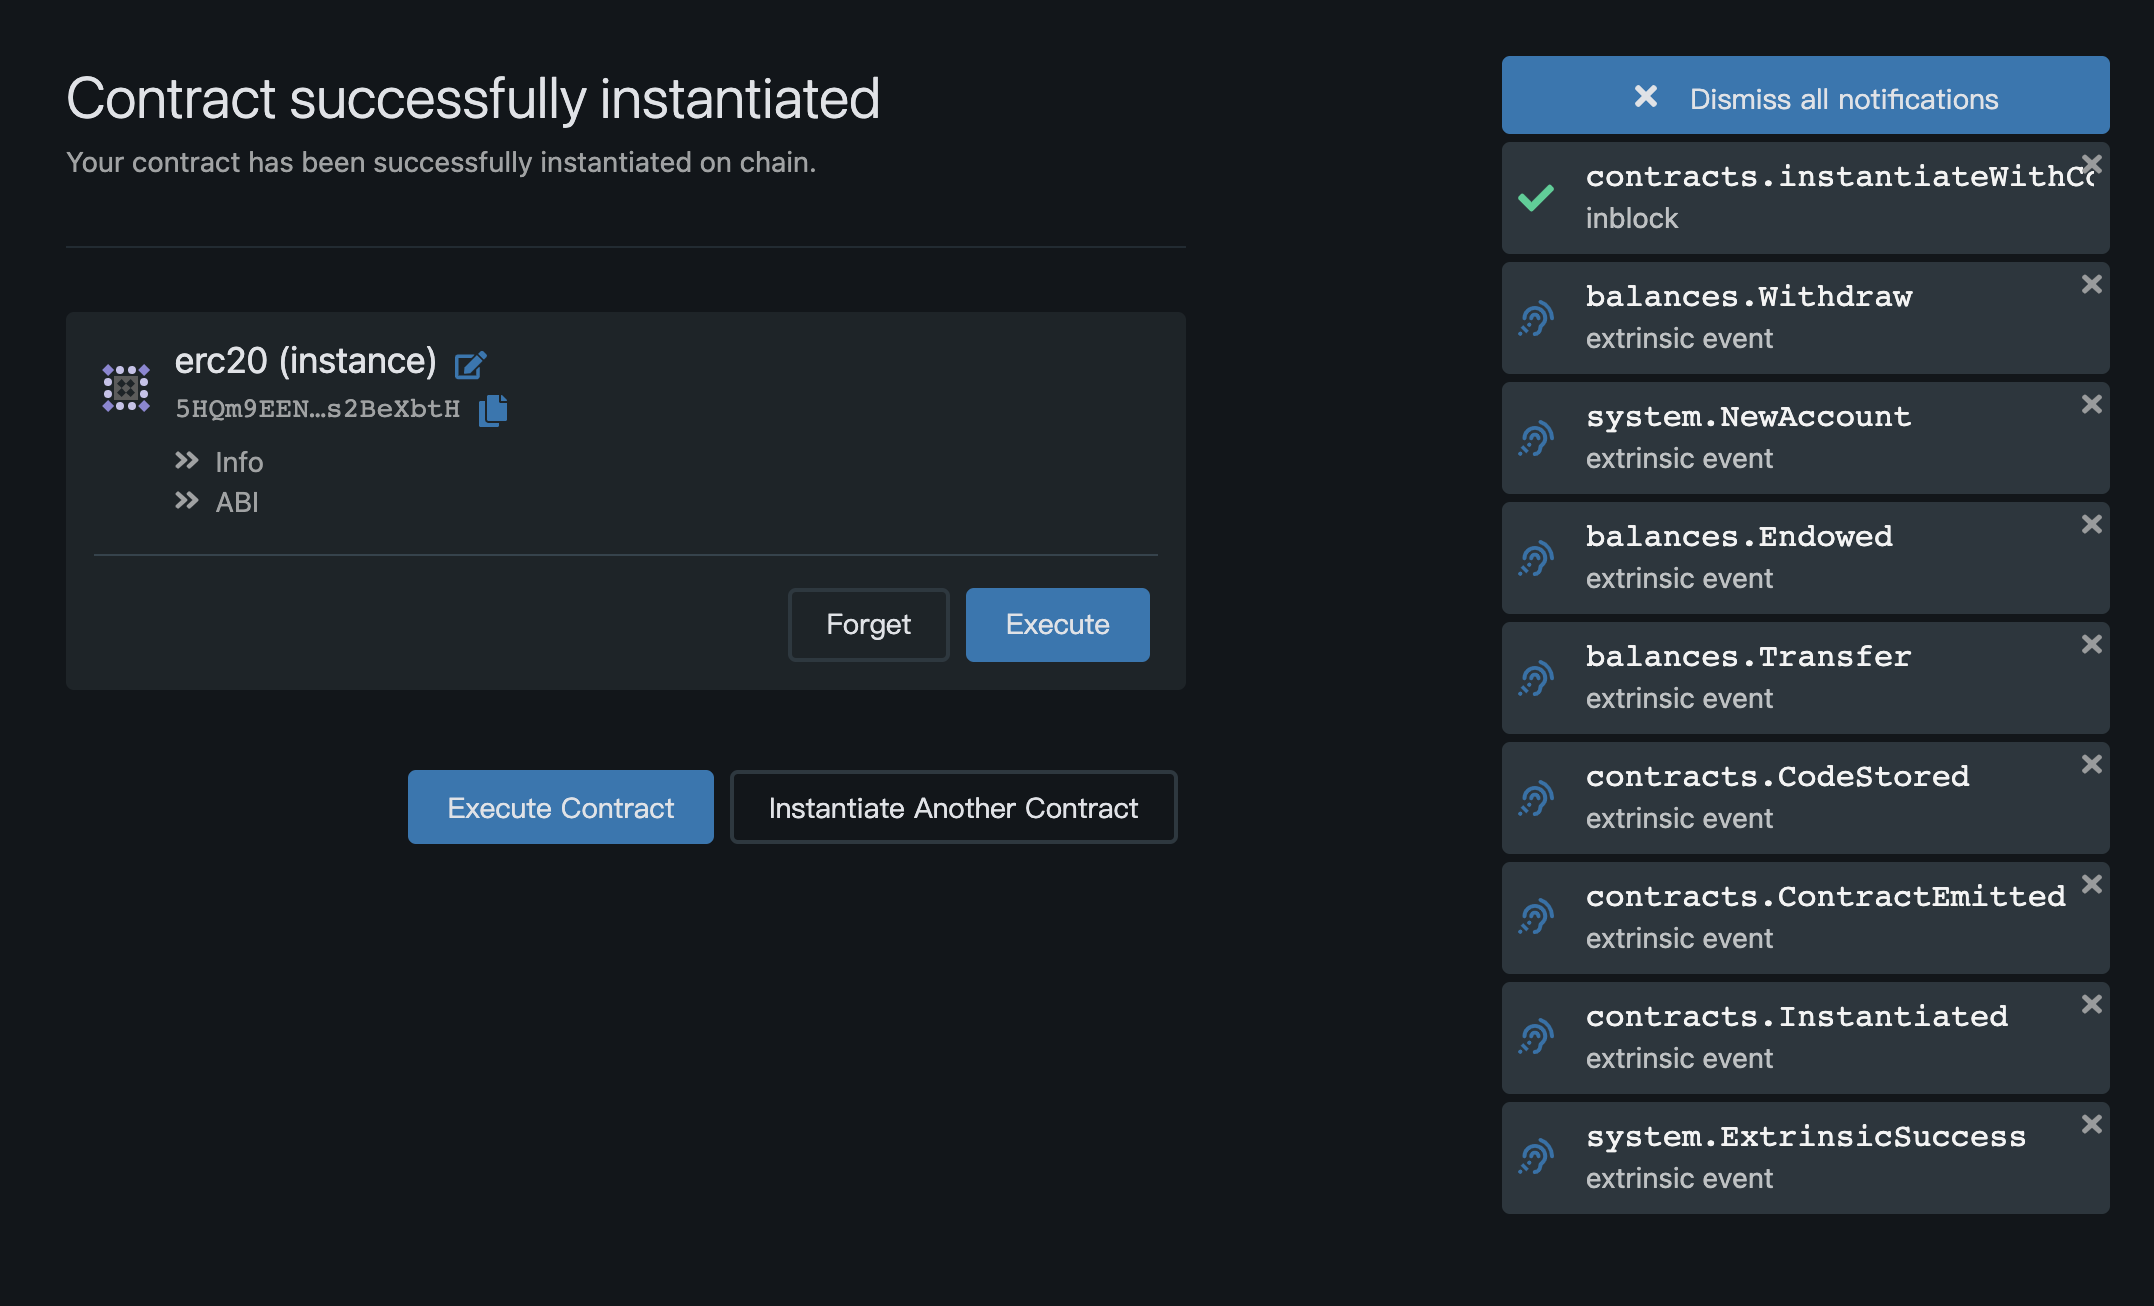 Contract successfully instantiated
Your contract has been successfully instantiated on chain.
erc20 (instance)
5HQm9EEN…s2BeXbtH
Info
ABI
Forget
Execute
Execute Contract
Instantiate Another Contract
Dismiss all notifications
contracts.instantiateWithCo
inblock
balances.Withdraw
extrinsic event
system.NewAccount
extrinsic event
balances.Endowed
extrinsic event
balances.Transfer
extrinsic event
contracts.CodeStored
extrinsic event
contracts.ContractEmitted
extrinsic event
contracts.Instantiated
extrinsic event
system.ExtrinsicSuccess
extrinsic event